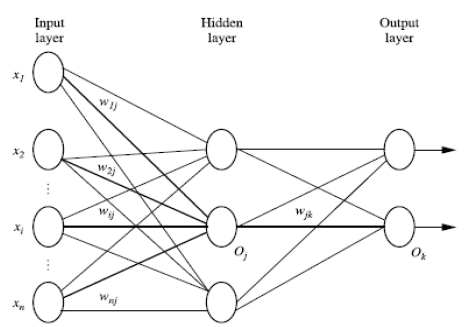 Input layer
Hidden layer
Output layer
x1
w1j
x2
w2j
⋮
xi
wij
wjk
Oj
Ok
⋮
xn
wnj